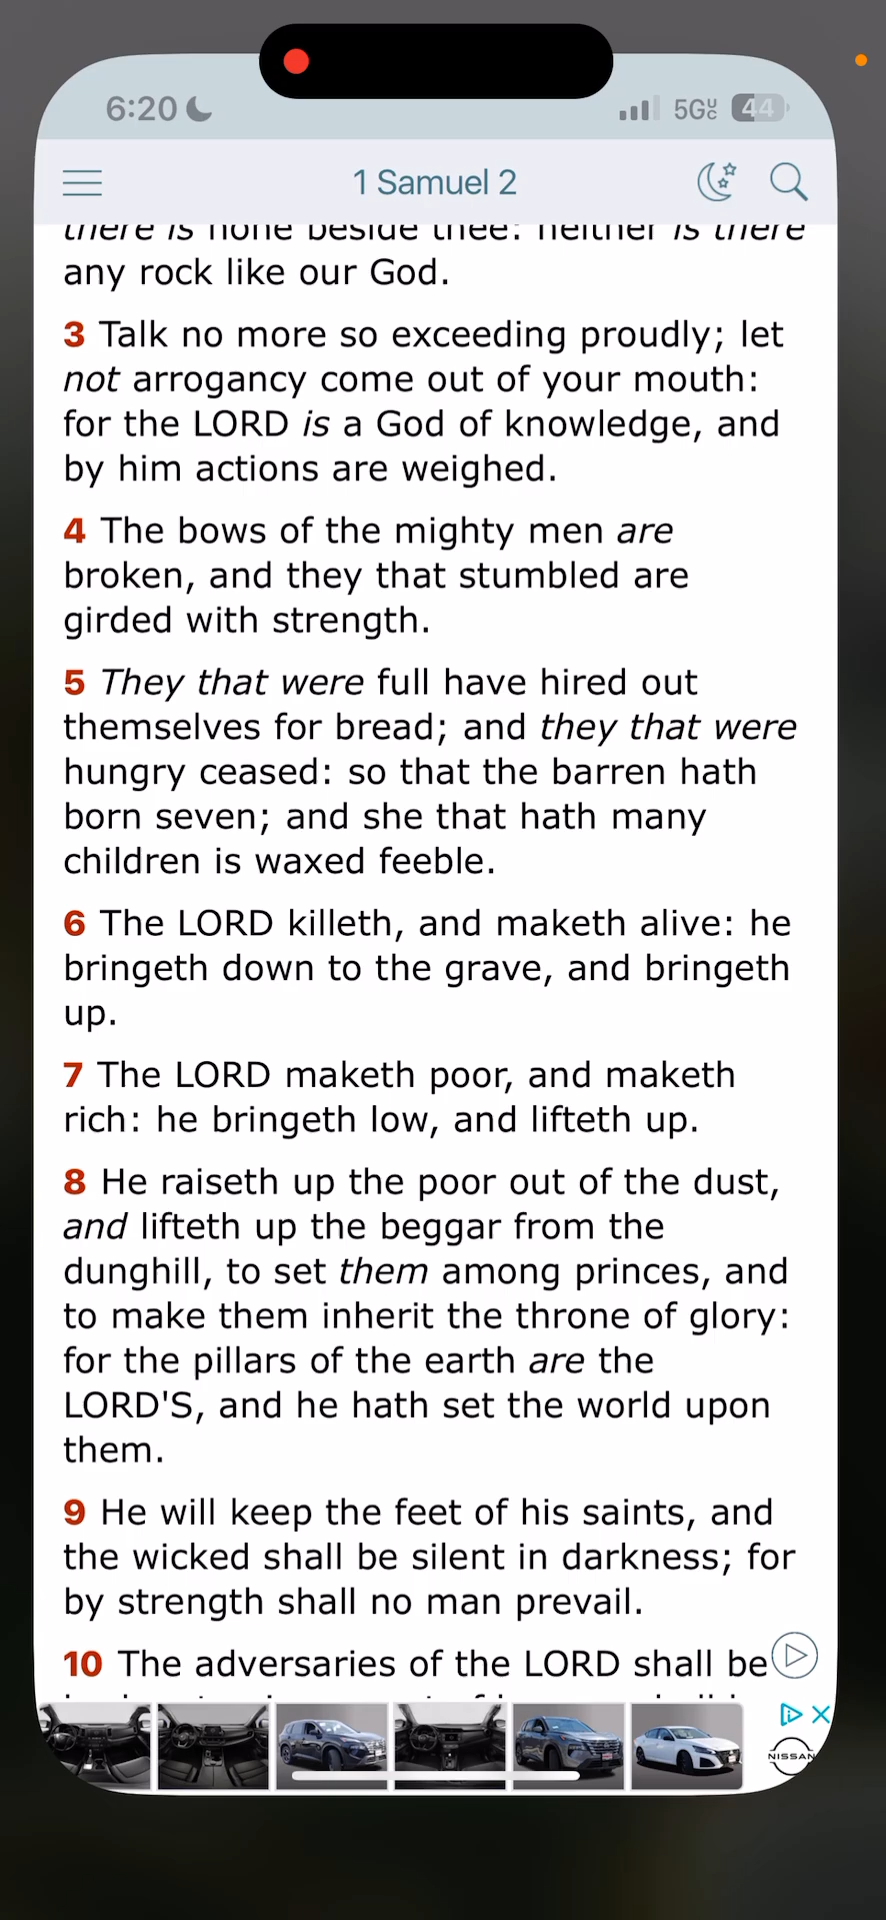 6:20
5G
44
1 Samuel 2
there is none beside thee: neither is there
any rock like our God.
3 Talk no more so exceeding proudly; let
not arrogancy come out of your mouth:
for the LORD is a God of knowledge, and
by him actions are weighed.
4 The bows of the mighty men are
broken, and they that stumbled are
girded with strength.
5 They that were full have hired out
themselves for bread; and they that were
hungry ceased: so that the barren hath
born seven; and she that hath many
children is waxed feeble.
6 The LORD killeth, and maketh alive: he
bringeth down to the grave, and bringeth
up.
7 The LORD maketh poor, and maketh
rich: he bringeth low, and lifteth up.
8 He raiseth up the poor out of the dust,
and lifteth up the beggar from the
dunghill, to set them among princes, and
to make them inherit the throne of glory:
for the pillars of the earth are the
LORD'S, and he hath set the world upon
them.
9 He will keep the feet of his saints, and
the wicked shall be silent in darkness; for
by strength shall no man prevail.
10 The adversaries of the LORD shall be
NISSAN